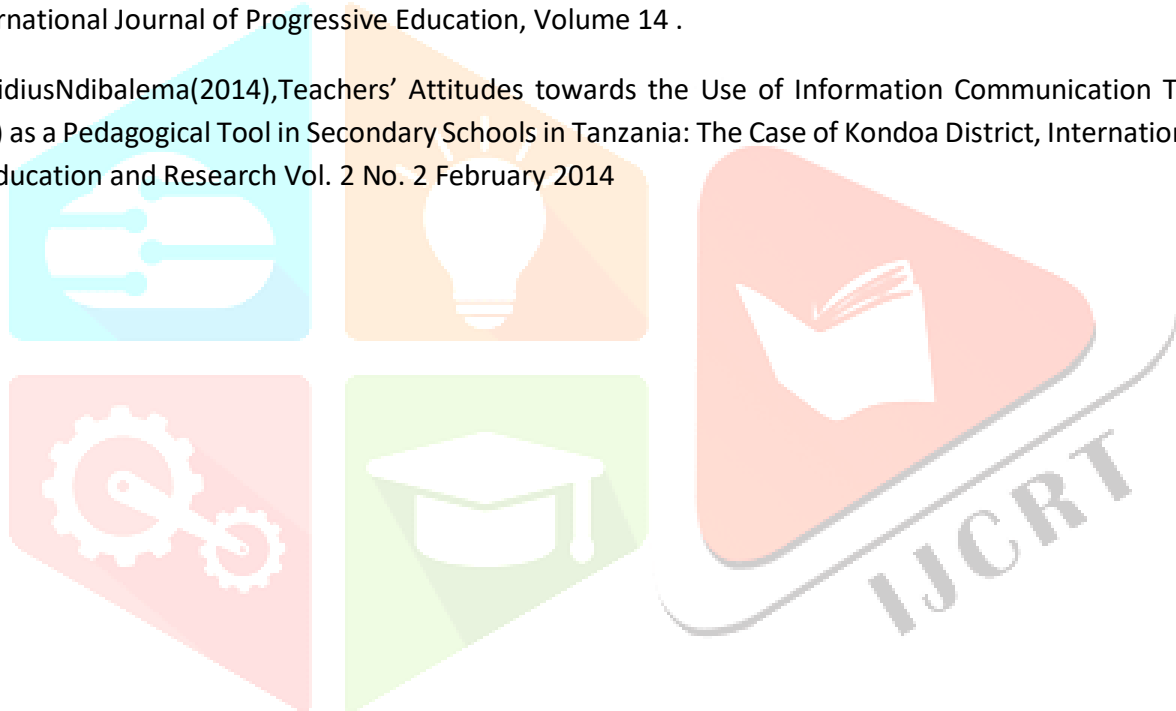 rnational Journal of Progressive Education, Volume 14 .
idiusNdibalema(2014),Teachers’ Attitudes towards the Use of Information Communication T
) as a Pedagogical Tool in Secondary Schools in Tanzania: The Case of Kondoa District, Internation
ducation and Research Vol. 2 No. 2 February 2014
IJCRT